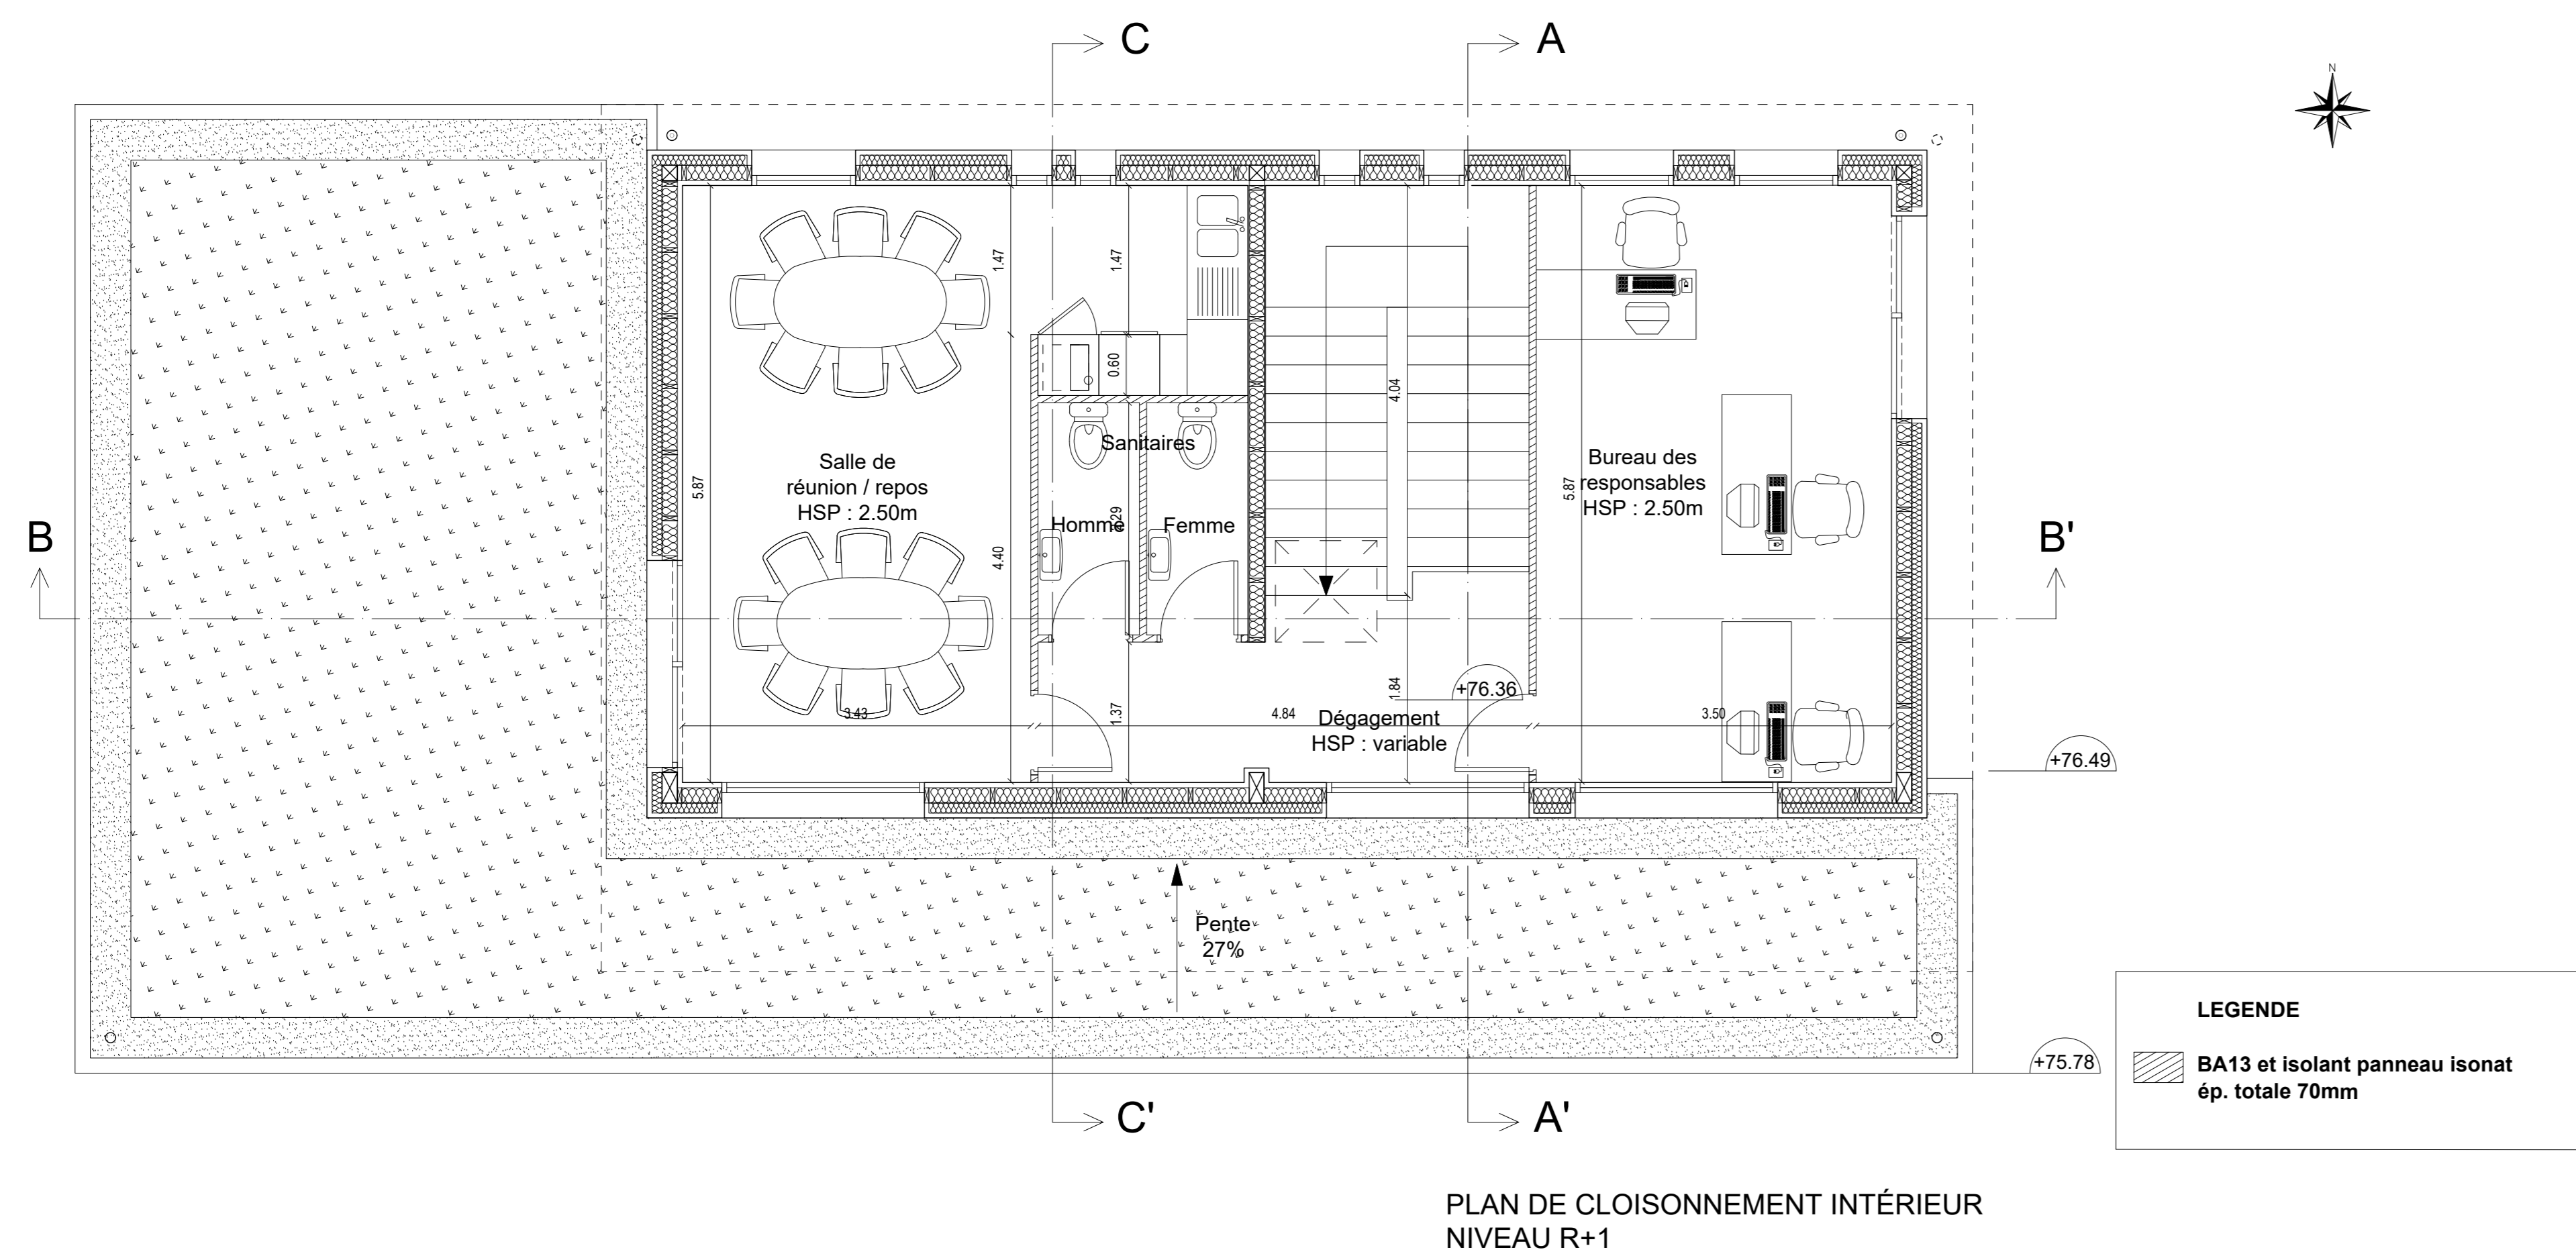 C
A
N
1.47
1.47
0.60
4.04
Sanitaires
Salle de
réunion / repos
HSP : 2.50m
5.87
Bureau des
responsables
HSP : 2.50m
5.87
Homme
Femme
4.40
B
B'
+76.36
1.84
3.43
1.37
4.84
Dégagement
HSP : variable
3.50
+76.49
Pente
27%
LEGENDE
BA13 et isolant panneau isonat
ép. totale 70mm
+75.78
C'
A'
PLAN DE CLOISONNEMENT INTÉRIEUR
NIVEAU R+1